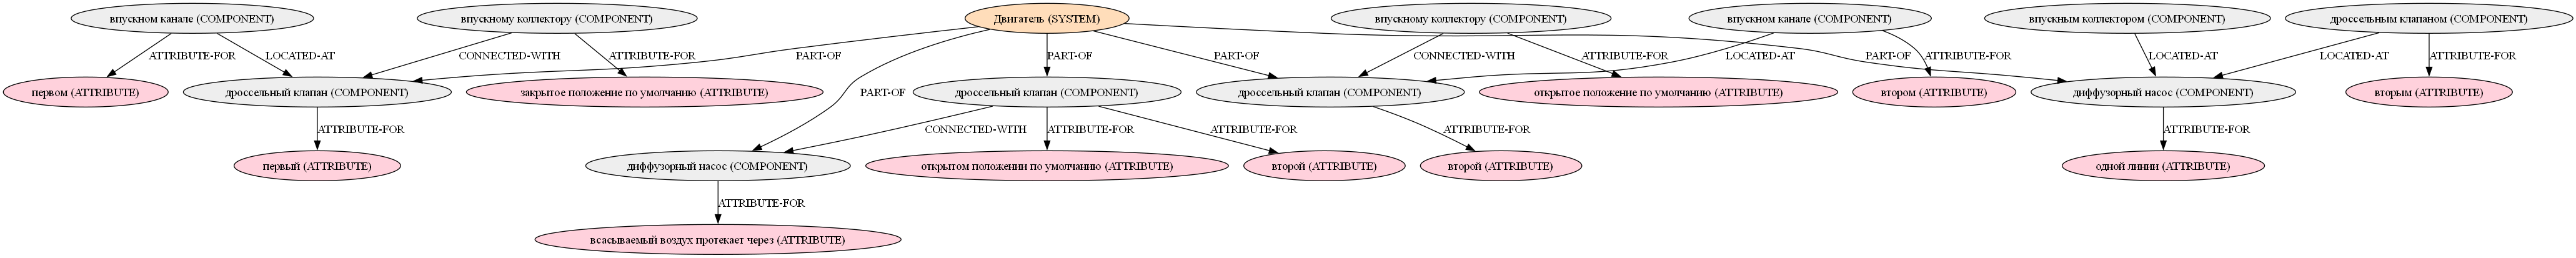 впускном канале (COMPONENT)
впускному коллектору (COMPONENT)
Двигатель (SYSTEM)
впускному коллектору (COMPONENT)
впускном канале (COMPONENT)
впускным коллектором (COMPONENT)
дроссельным клапаном (COMPONENT)
ATTRIBUTE-FOR
LOCATED-AT
CONNECTED-WITH
ATTRIBUTE-FOR
PART-OF
PART-OF
PART-OF
CONNECTED-WITH
ATTRIBUTE-FOR
LOCATED-AT
ATTRIBUTE-FOR
PART-OF
LOCATED-AT
LOCATED-AT
ATTRIBUTE-FOR
первом (ATTRIBUTE)
дроссельный клапан (COMPONENT)
закрытое положение по умолчанию (ATTRIBUTE)
PART-OF
дроссельный клапан (COMPONENT)
дроссельный клапан (COMPONENT)
открытое положение по умолчанию (ATTRIBUTE)
втором (ATTRIBUTE)
диффузорный насос (COMPONENT)
вторым (ATTRIBUTE)
ATTRIBUTE-FOR
CONNECTED-WITH
ATTRIBUTE-FOR
ATTRIBUTE-FOR
ATTRIBUTE-FOR
ATTRIBUTE-FOR
первый (ATTRIBUTE)
диффузорный насос (COMPONENT)
открытом положении по умолчанию (ATTRIBUTE)
второй (ATTRIBUTE)
второй (ATTRIBUTE)
одной линии (ATTRIBUTE)
ATTRIBUTE-FOR
всасываемый воздух протекает через (ATTRIBUTE)